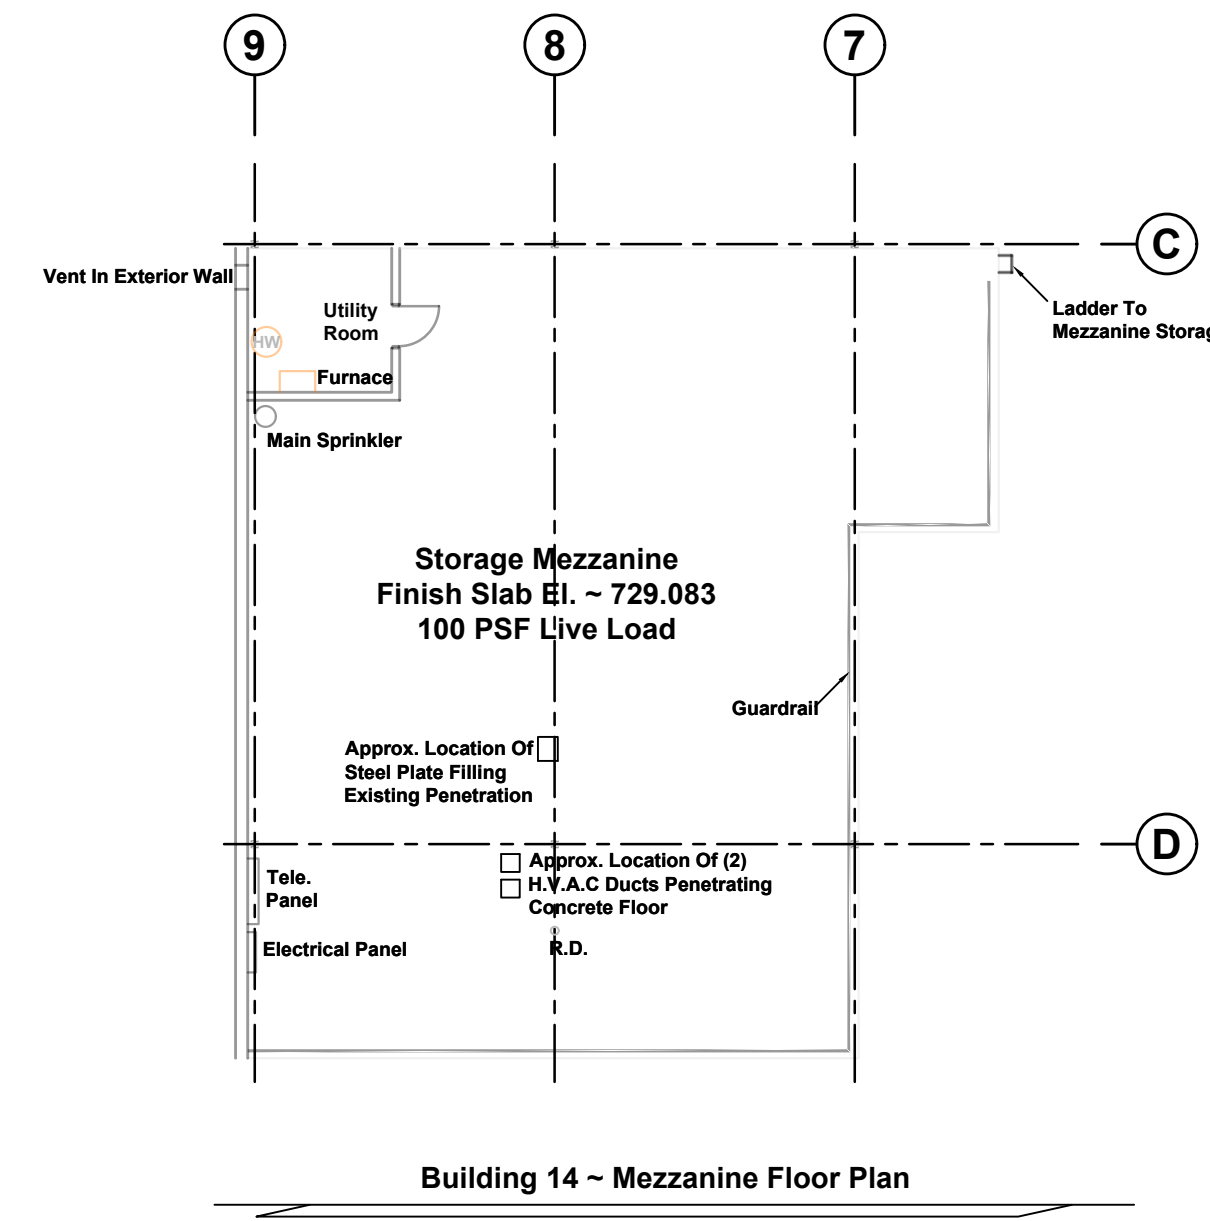 9 8 7
C
Vent In Exterior Wall
Utility
Room
Ladder To
Mezzanine Storag
HW
Furnace
Main Sprinkler
Storage Mezzanine
Finish Slab El. ~ 729.083
100 PSF Live Load
Guardrail
Approx. Location Of
Steel Plate Filling
Existing Penetration
D
Approx. Location Of (2)
H.V.A.C Ducts Penetrating
Concrete Floor
Tele.
Panel
Electrical Panel
R.D.
Building 14 ~ Mezzanine Floor Plan